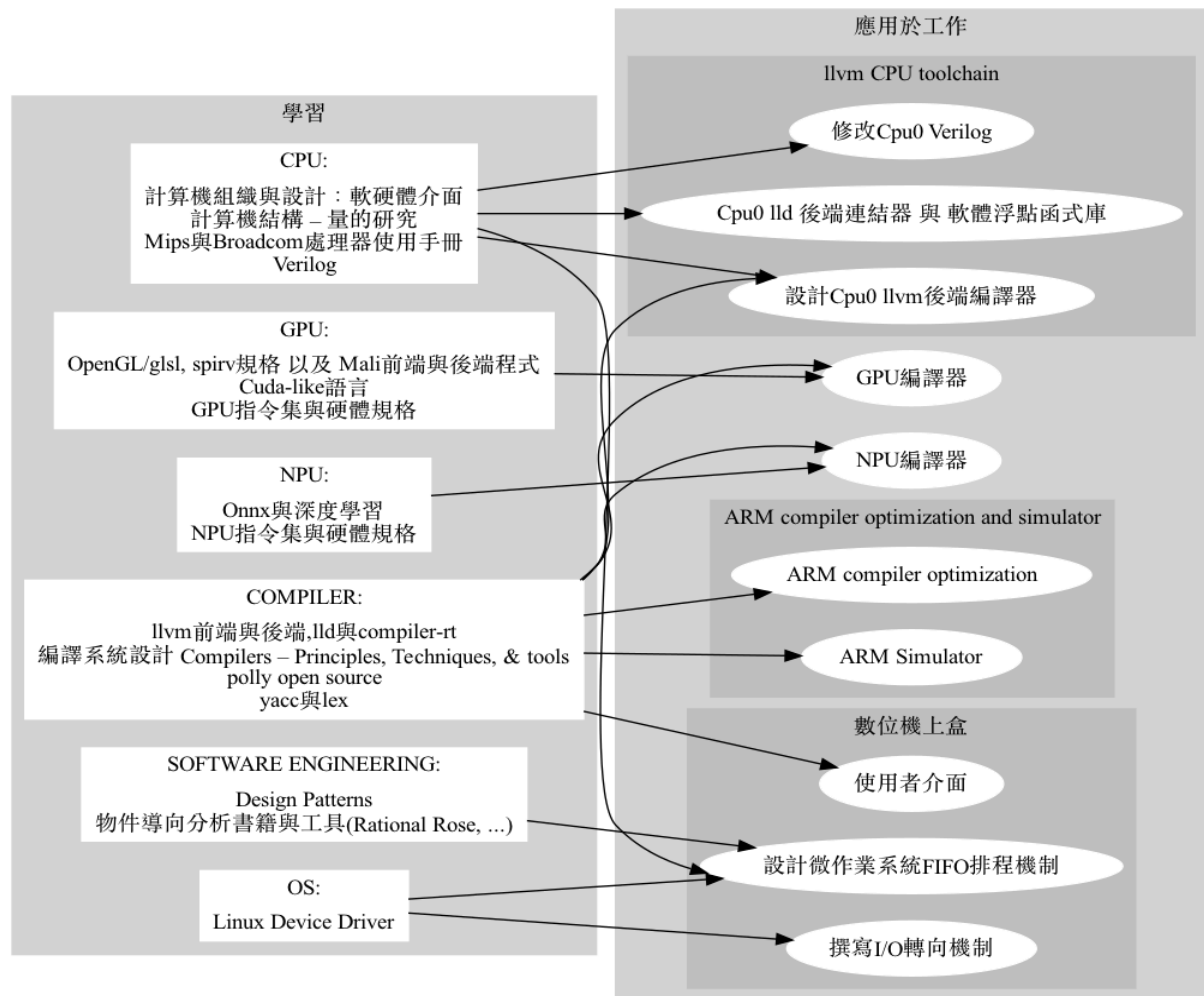 學習
CPU:
計算機組織與設計：軟硬體介面
計算機結構 – 量的研究
Mips與Broadcom處理器使用手冊
Verilog
GPU:
OpenGL/glsl, spirv規格 以及 Mali前端與後端程式
Cuda-like語言
GPU指令集與硬體規格
NPU:
Onnx與深度學習
NPU指令集與硬體規格
COMPILER:
llvm前端與後端,lld與compiler-rt
編譯系統設計 Compilers – Principles, Techniques, & tools
polly open source
yacc與lex
SOFTWARE ENGINEERING:
Design Patterns
物件導向分析書籍與工具(Rational Rose, ...)
OS:
Linux Device Driver
應用於工作
llvm CPU toolchain
修改Cpu0 Verilog
Cpu0 lld 後端連結器 與 軟體浮點函式庫
設計Cpu0 llvm後端編譯器
GPU編譯器
NPU編譯器
ARM compiler optimization and simulator
ARM compiler optimization
ARM Simulator
數位機上盒
使用者介面
設計微作業系統FIFO排程機制
撰寫I/O轉向機制